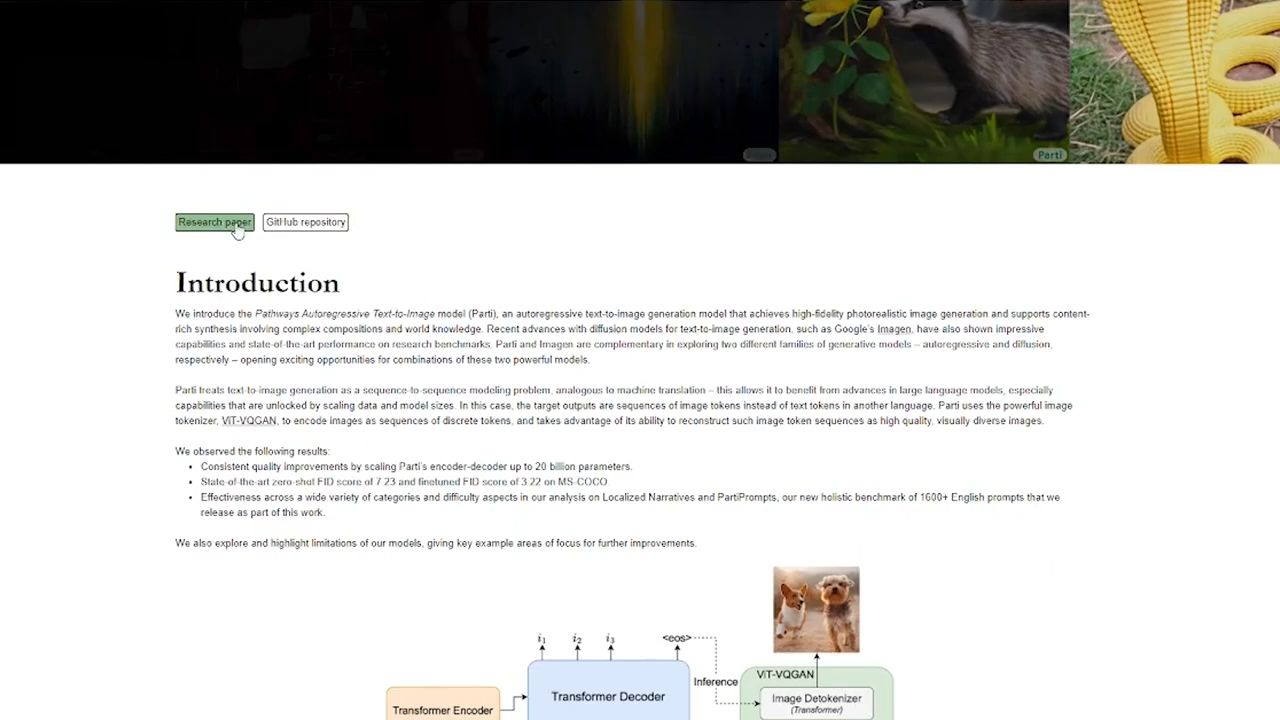 Parti
Research paper GitHub repository
Introduction
We introduce the Pathways Autoregressive Text-to-Image model (Parti), an autoregressive text-to-image generation model that achieves high-fidelity photorealistic image generation and supports content-
rich synthesis involving complex compositions and world knowledge. Recent advances with diffusion models for text-to-image generation, such as Google's Imagen, have also shown impressive
capabilities and state-of-the-art performance on research benchmarks. Parti and Imagen are complementary in exploring two different families of generative models – autoregressive and diffusion,
respectively – opening exciting opportunities for combinations of these two powerful models.
Parti treats text-to-image generation as a sequence-to-sequence modeling problem, analogous to machine translation – this allows it to benefit from advances in large language models, especially
capabilities that are unlocked by scaling data and model sizes. In this case, the target outputs are sequences of image tokens instead of text tokens in another language. Parti uses the powerful image
tokenizer, ViT-VQGAN, to encode images as sequences of discrete tokens, and takes advantage of its ability to reconstruct such image token sequences as high quality, visually diverse images.
We observed the following results:
• Consistent quality improvements by scaling Parti's encoder-decoder up to 20 billion parameters.
• State-of-the-art zero-shot FID score of 7.23 and finetuned FID score of 3.22 on MS-COCO.
• Effectiveness across a wide variety of categories and difficulty aspects in our analysis on Localized Narratives and PartiPrompts, our new holistic benchmark of 1600+ English prompts that we
release as part of this work.
We also explore and highlight limitations of our models, giving key example areas of focus for further improvements.
i1 i2 i3 <eos>
ViT-VQGAN
Inference
Transformer Decoder
Image Detokenizer
(Transformer)
Transformer Encoder